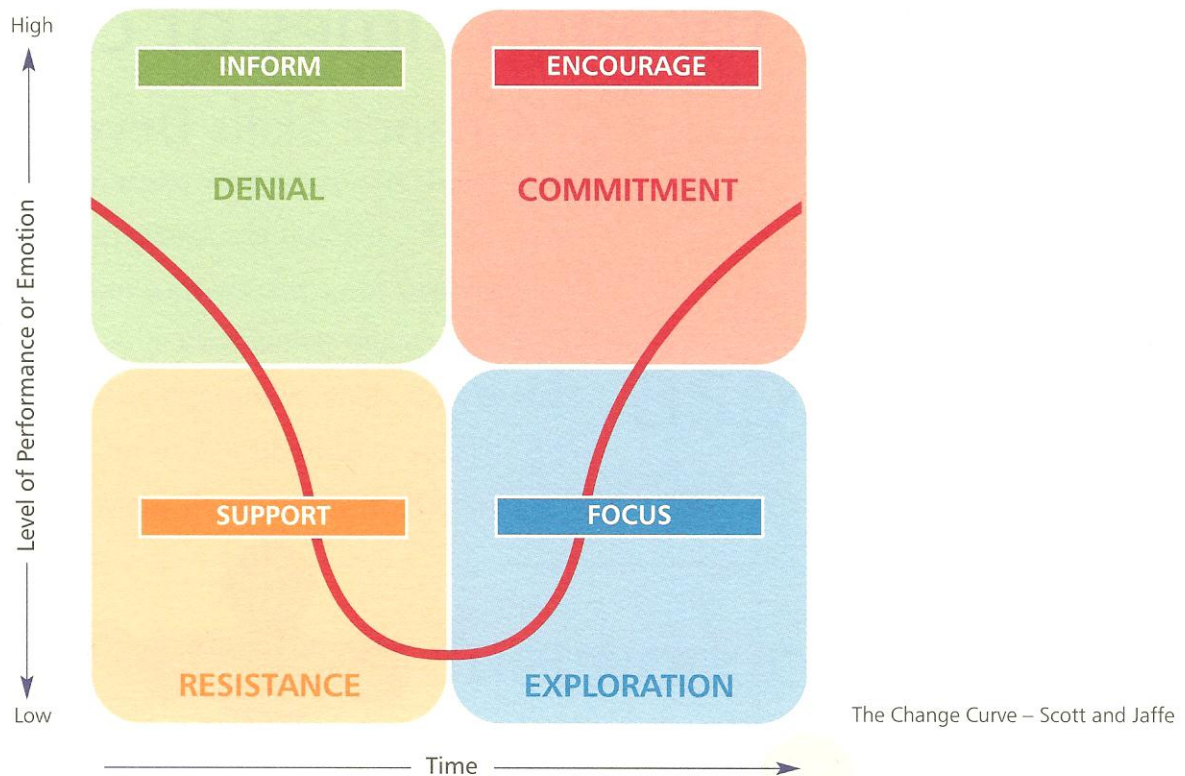 High
INFORM
ENCOURAGE
DENIAL
COMMITMENT
Level of Performance or Emotion
SUPPORT
FOCUS
RESISTANCE
EXPLORATION
Low
The Change Curve – Scott and Jaffe
Time